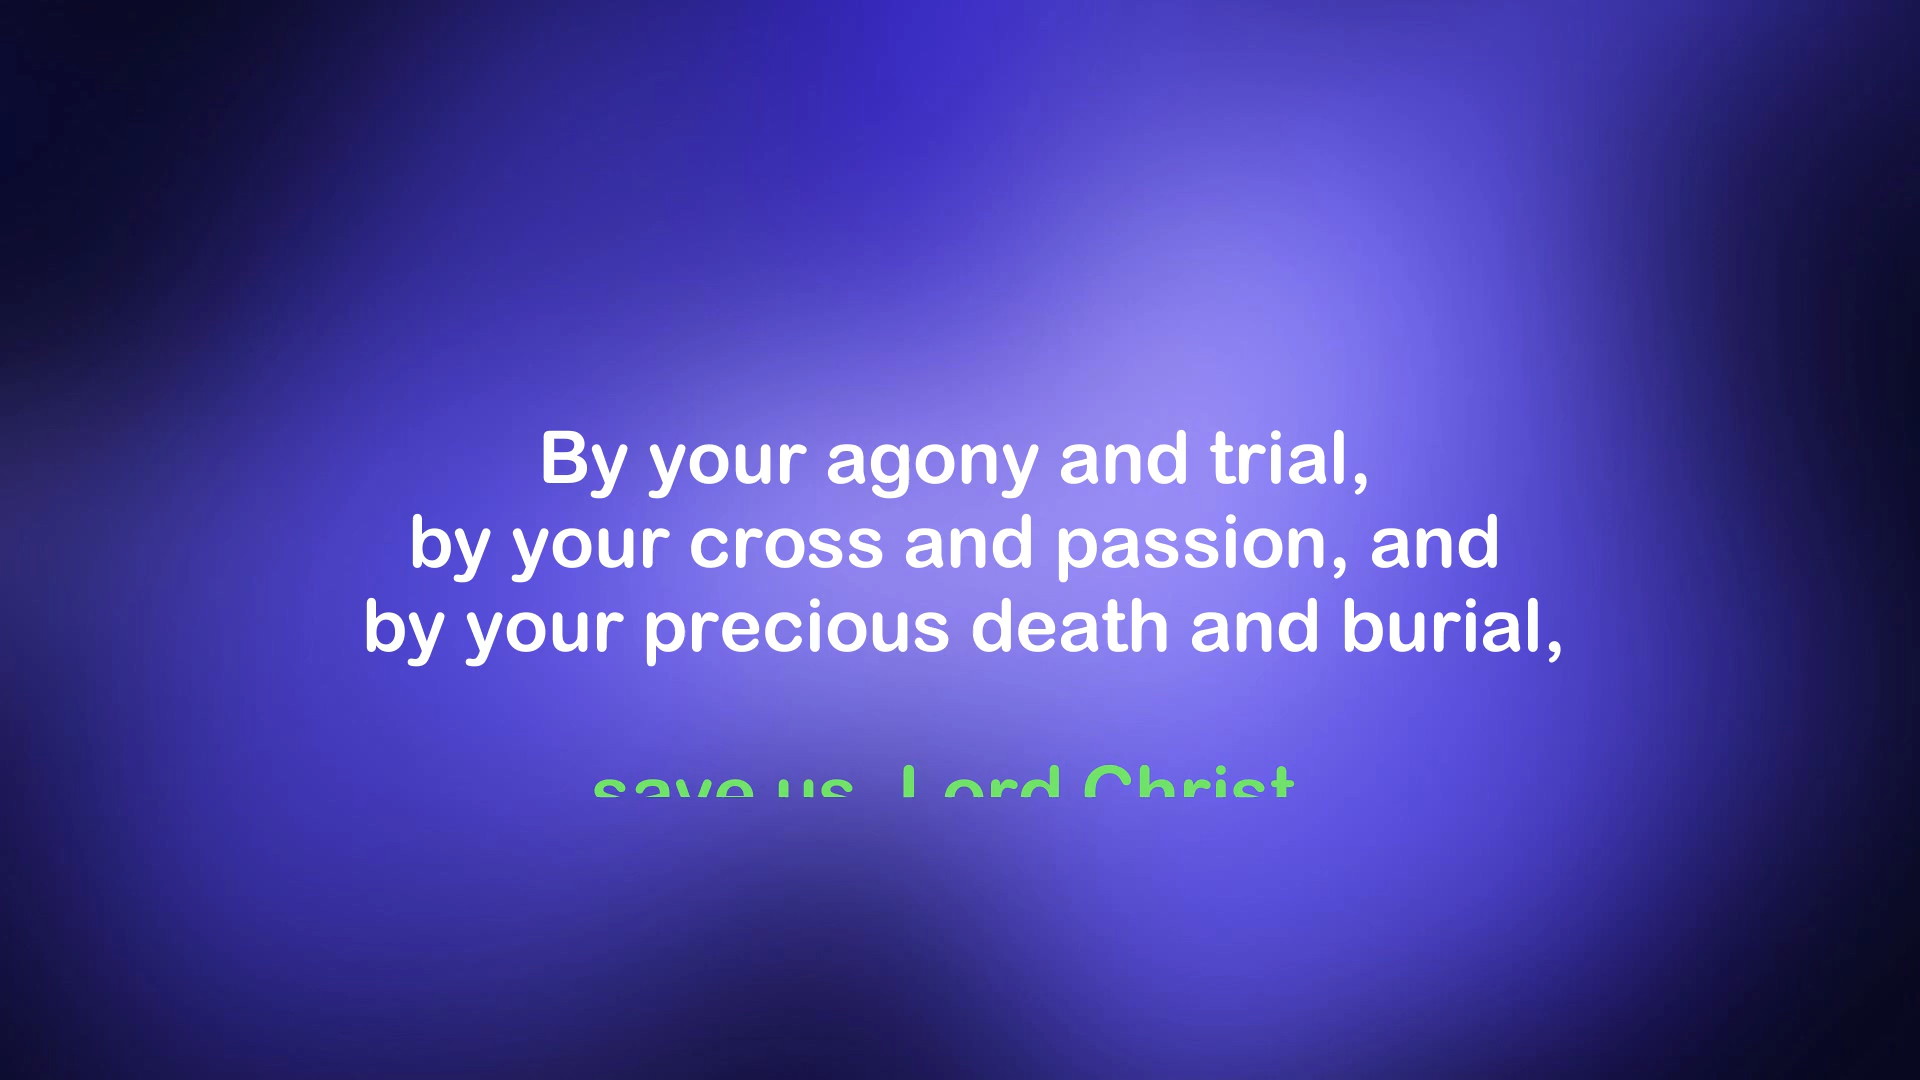 By your agony and trial,
by your cross and passion, and
by your precious death and burial,
save us, Lord Christ